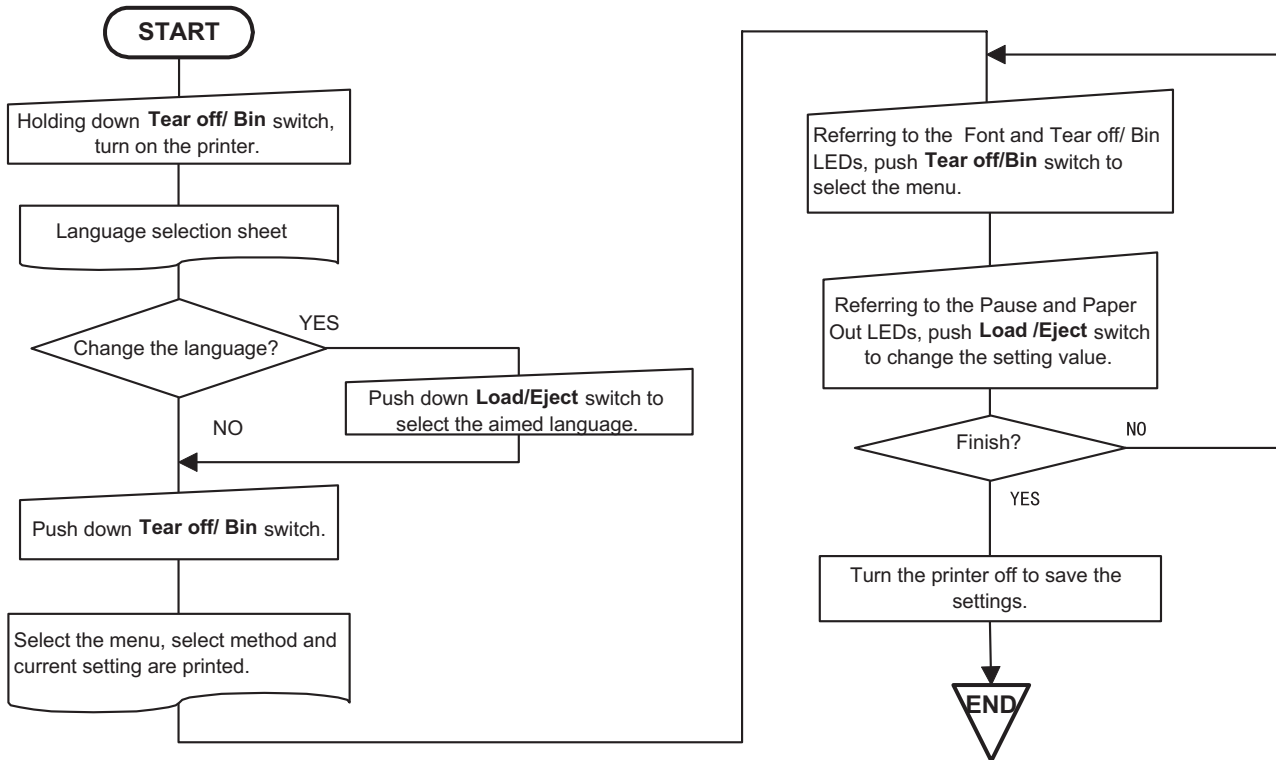 START
Holding down Tear off/ Bin switch,
turn on the printer.
Language selection sheet
Change the language?
YES
Push down Load/Eject switch to
select the aimed language.
NO
Push down Tear off/ Bin switch.
Select the menu, select method and
current setting are printed.
Referring to the Font and Tear off/ Bin
LEDs, push Tear off/Bin switch to
select the menu.
Referring to the Pause and Paper
Out LEDs, push Load /Eject switch
to change the setting value.
Finish?
NO
YES
Turn the printer off to save the
settings.
END